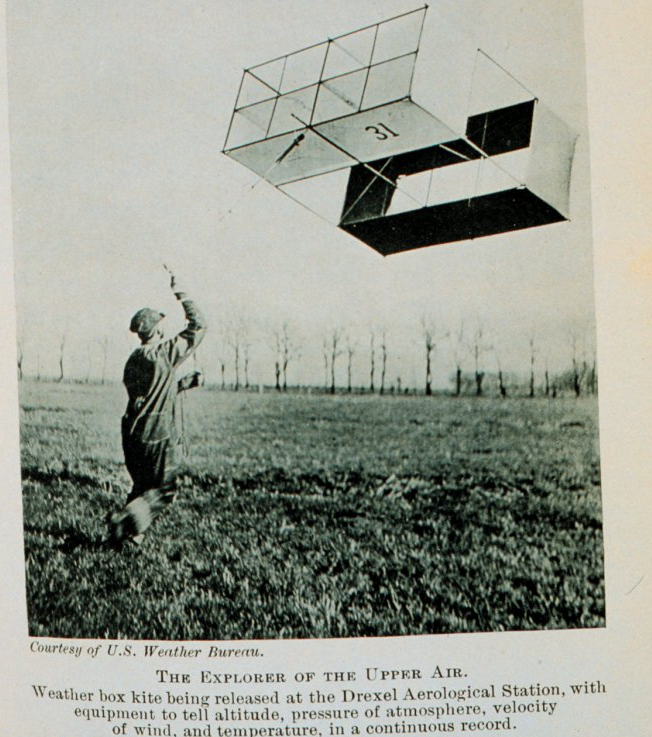 31
Courtesy of U.S. Weather Bureau.
THE EXPLORER OF THE UPPER AIR.
Weather box kite being released at the Drexel Aerological Station, with
equipment to tell altitude, pressure of atmosphere, velocity
of wind, and temperature, in a continuous record.